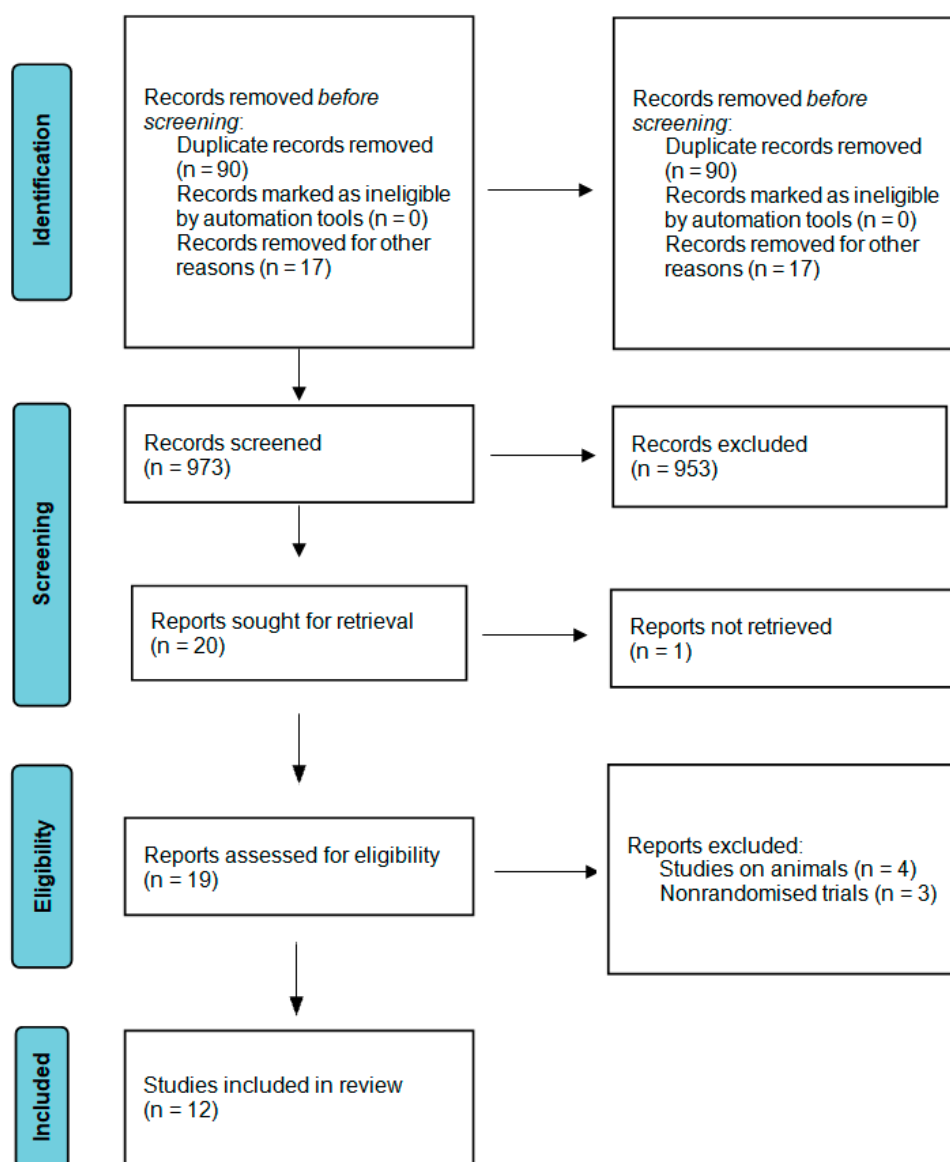 Identification
Records removed before
screening:
Duplicate records removed
(n = 90)
Records marked as ineligible
by automation tools (n = 0)
Records removed for other
reasons (n = 17)
Records removed before
screening:
Duplicate records removed
(n = 90)
Records marked as ineligible
by automation tools (n = 0)
Records removed for other
reasons (n = 17)
Screening
Records screened
(n = 973)
Records excluded
(n = 953)
Reports sought for retrieval
(n = 20)
Reports not retrieved
(n = 1)
Eligibility
Reports assessed for eligibility
(n = 19)
Reports excluded:
Studies on animals (n = 4)
Nonrandomised trials (n = 3)
Included
Studies included in review
(n = 12)